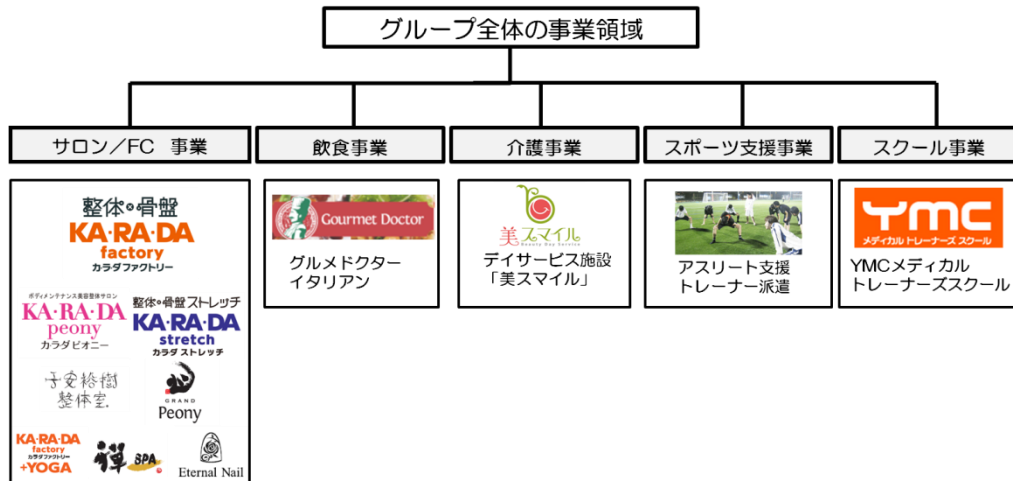 グループ全体の事業領域
サロン／FC 事業
飲食事業
介護事業
スポーツ支援事業
スクール事業
整体・骨盤
KA・RA・DA
factory
カラダファクトリー
ボディメンテナンス美容整体サロン
KA・RA・DA
peony
カラダピオニー
整体・骨盤ストレッチ
KA・RA・DA
stretch
カラダ ストレッチ
子安裕樹
整体室.
GRAND
Peony
KA・RA・DA
factory
カラダファクトリー
+YOGA
禅 SPA
Eternal Nail
Gourmet Doctor
グルメドクター
イタリアン
美スマイル
Beauty Day Service
デイサービス施設
「美スマイル」
アスリート支援
トレーナー派遣
YMC
メディカル トレーナーズ スクール
YMCメディカル
トレーナーズスクール